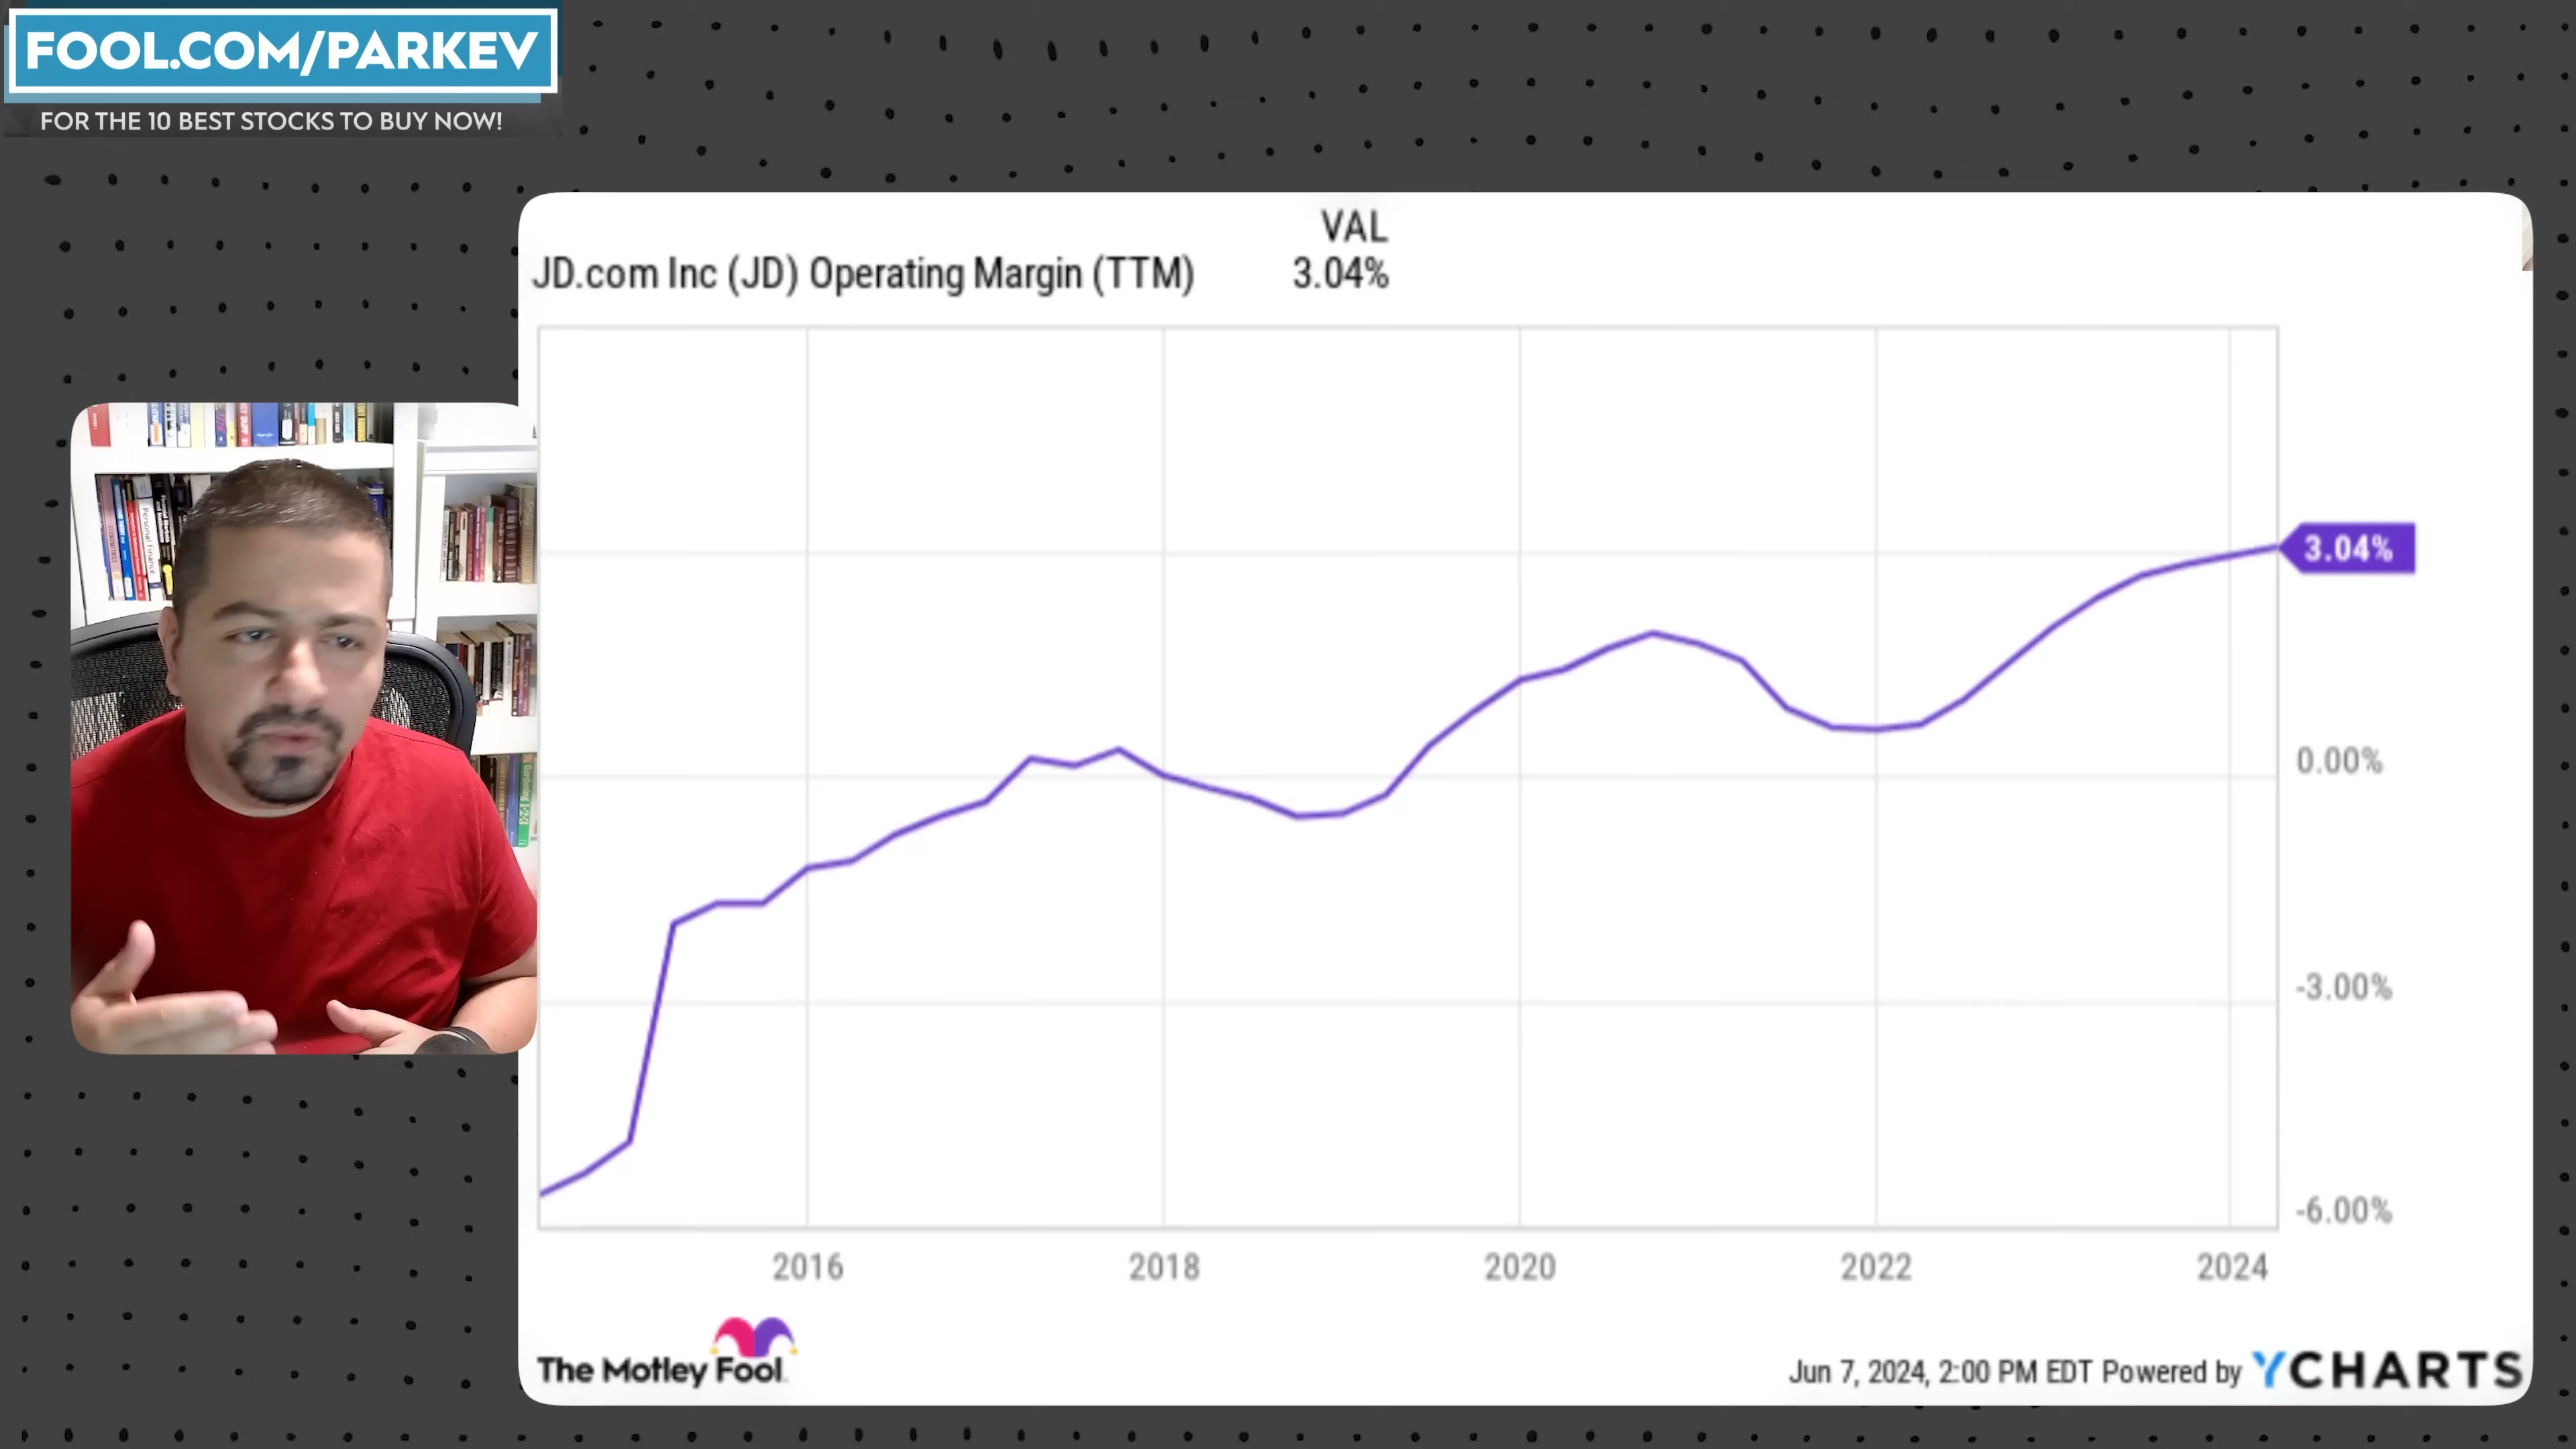 FOOL.COM/PARKEV
FOR THE 10 BEST STOCKS TO BUY NOW!
VAL
JD.com Inc (JD) Operating Margin (TTM) 3.04%
3.04%
0.00%
-3.00%
-6.00%
2016 2018 2020 2022 2024
Personal Finance
The Motley Fool.
Jun 7, 2024, 2:00 PM EDT Powered by YCHARTS